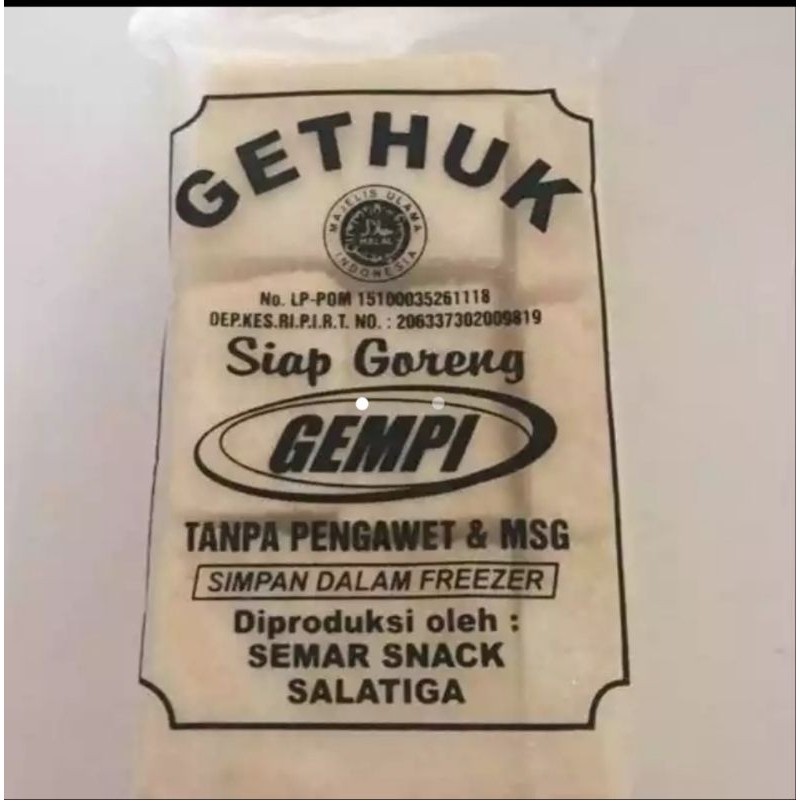 GETHUK
MAJELIS ULAMA
HALAL
INDONESIA
No. LP-POM 15100035261118
DEP.KES.RI.P.I.R.T. NO. : 206337302009819
Siap Goreng
GEMPI
TANPA PENGAWET & MSG
SIMPAN DALAM FREEZER
Diproduksi oleh :
SEMAR SNACK
SALATIGA